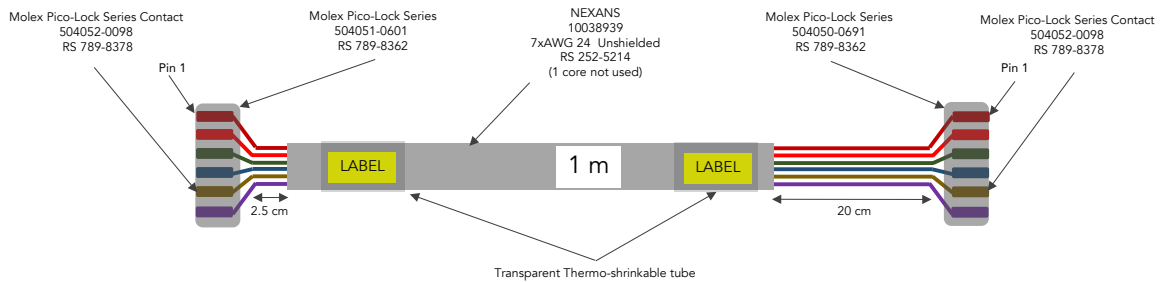 Molex Pico-Lock Series Contact
504052-0098
RS 789-8378
Molex Pico-Lock Series
504051-0601
RS 789-8362
NEXANS
10038939
7xAWG 24  Unshielded
RS 252-5214
(1 core not used)
Molex Pico-Lock Series
504050-0691
RS 789-8362
Molex Pico-Lock Series Contact
504052-0098
RS 789-8378
Pin 1
Pin 1
LABEL
1 m
LABEL
2.5 cm
20 cm
Transparent Thermo-shrinkable tube